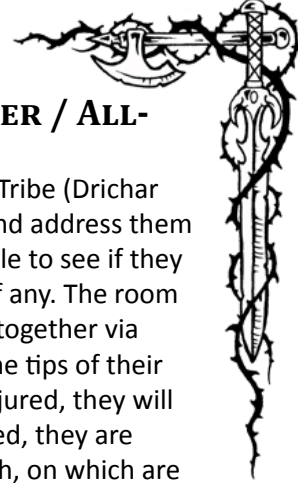 ER / ALL-
Tribe (Drichar
nd address them
le to see if they
f any. The room
together via
ne tips of their
jured, they will
ed, they are
h, on which are